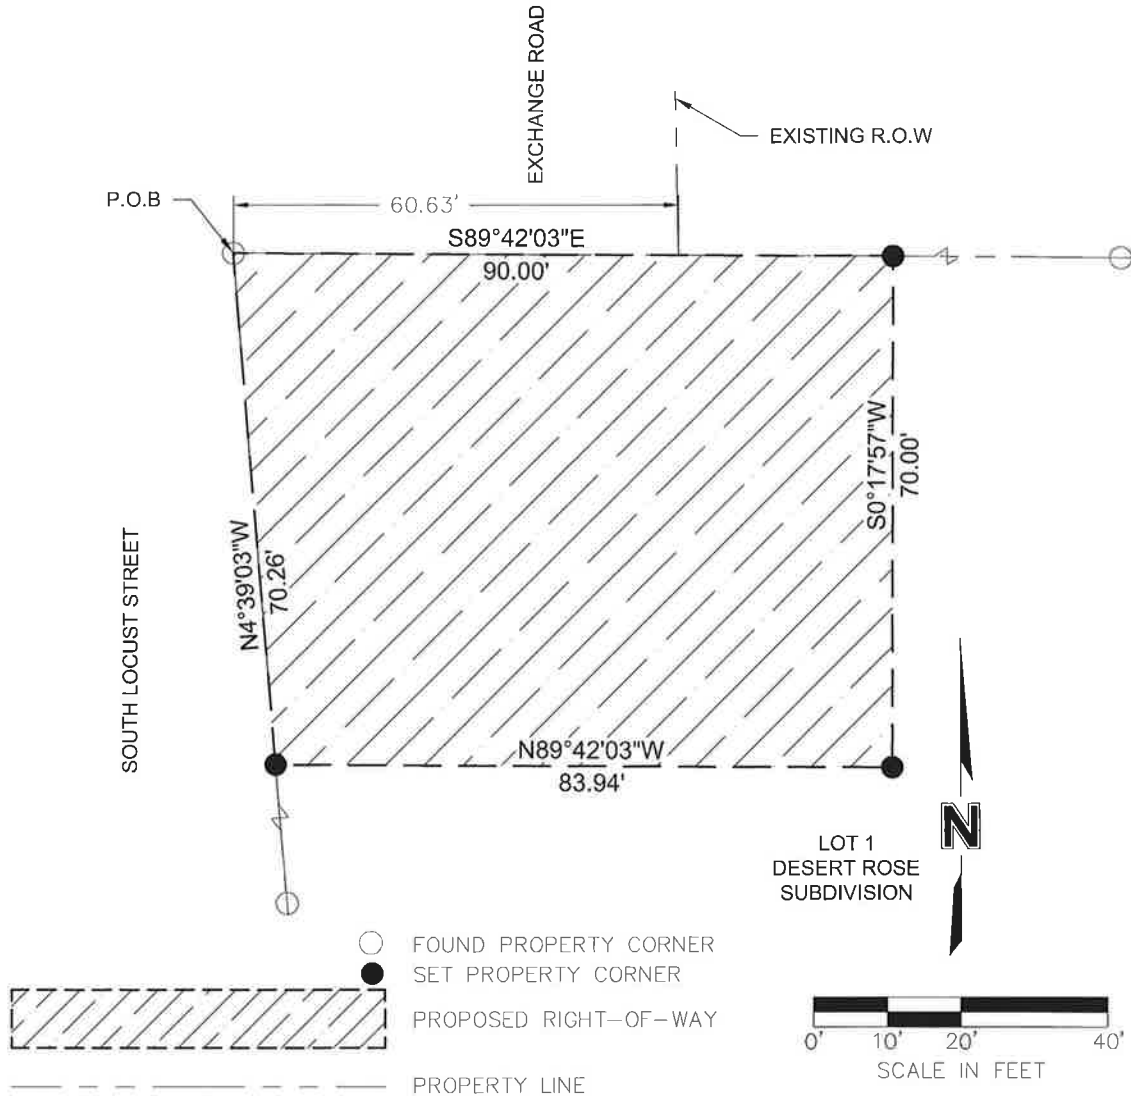 EXCHANGE ROAD
EXISTING R.O.W
P.O.B
60.63'
S89°42'03"E
90.00'
S0°17'57"W
70.00'
SOUTH LOCUST STREET
N4°39'03"W
70.26'
N89°42'03"W
83.94'
LOT 1
DESERT ROSE
SUBDIVISION
N
FOUND PROPERTY CORNER
SET PROPERTY CORNER
PROPOSED RIGHT-OF-WAY
PROPERTY LINE
0' 10' 20' 40'
SCALE IN FEET